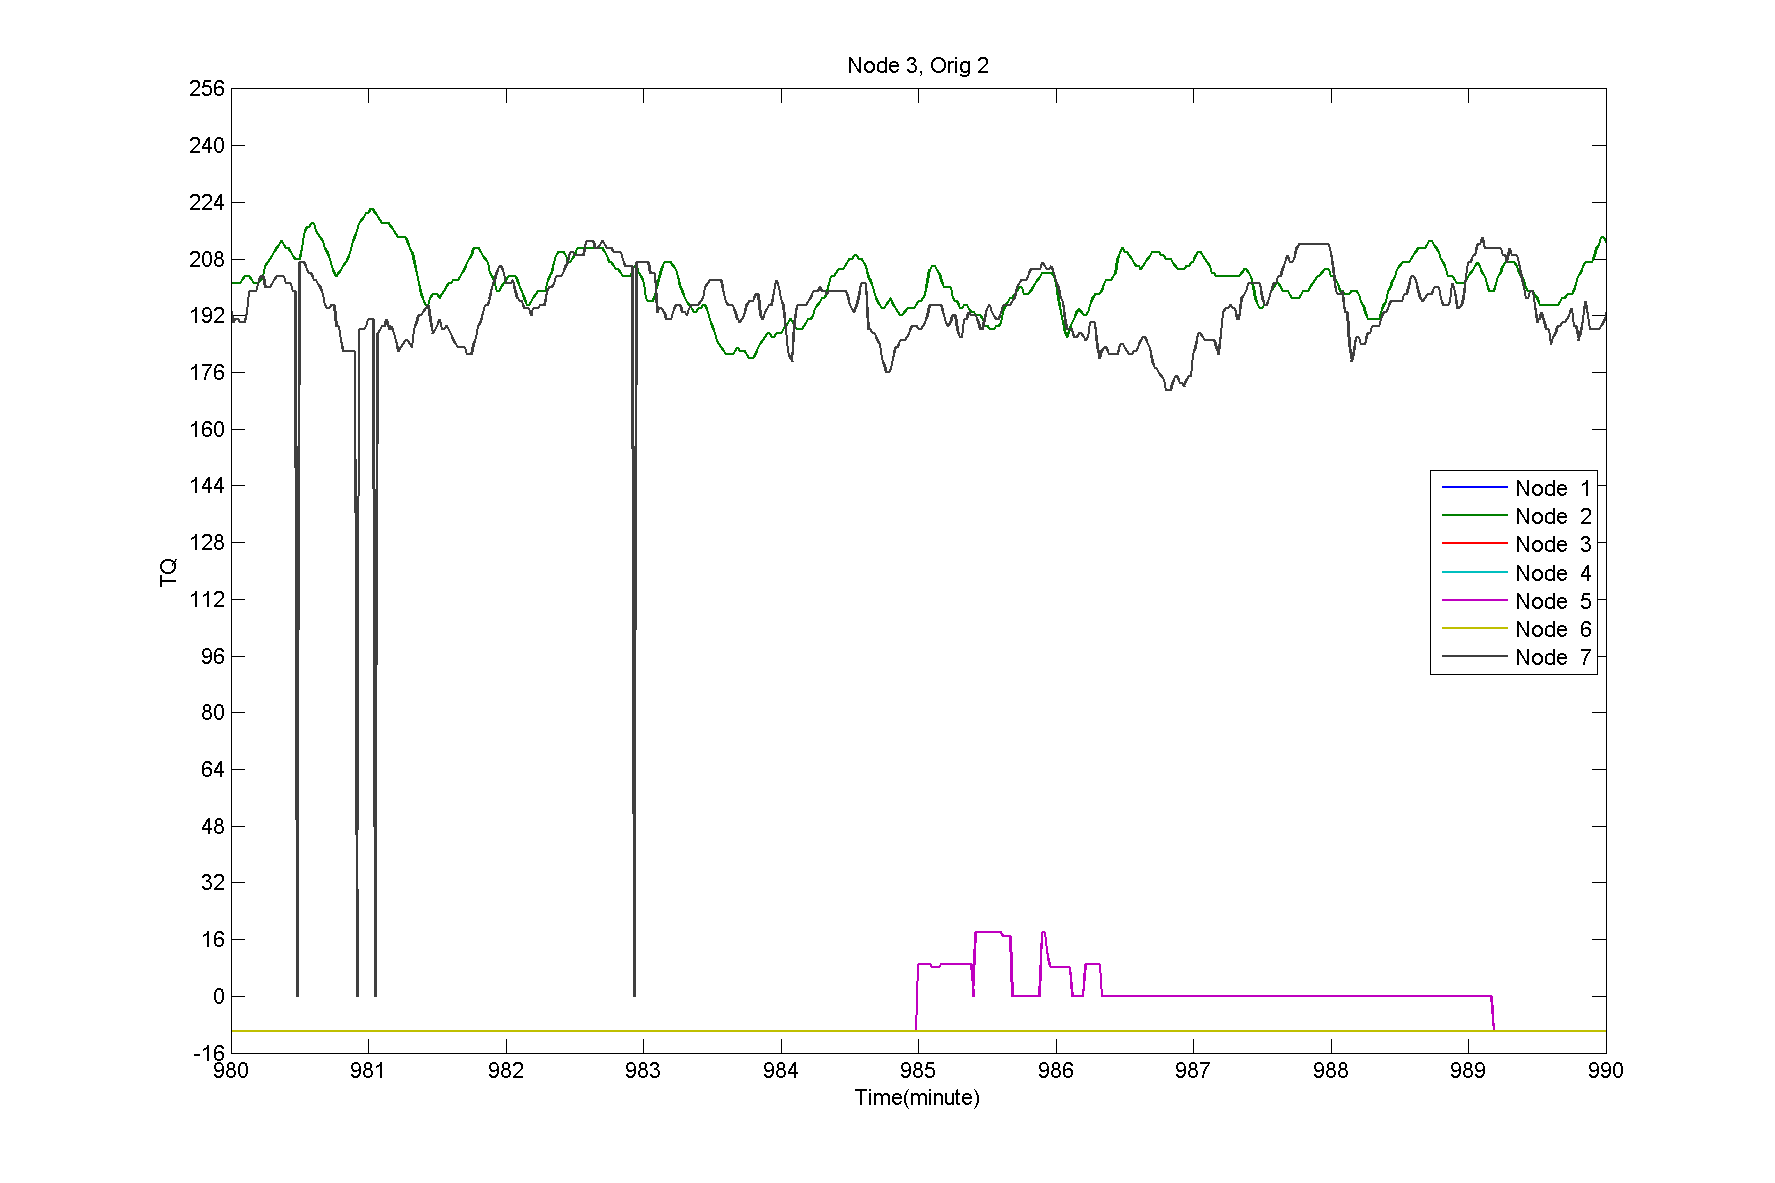 Node 3, Orig 2
256
240
224
208
192
176
160
144
128
112
96
80
64
48
32
16
0
-16
TQ
Node 1
Node 2
Node 3
Node 4
Node 5
Node 6
Node 7
980 981 982 983 984 985 986 987 988 989 990
Time(minute)